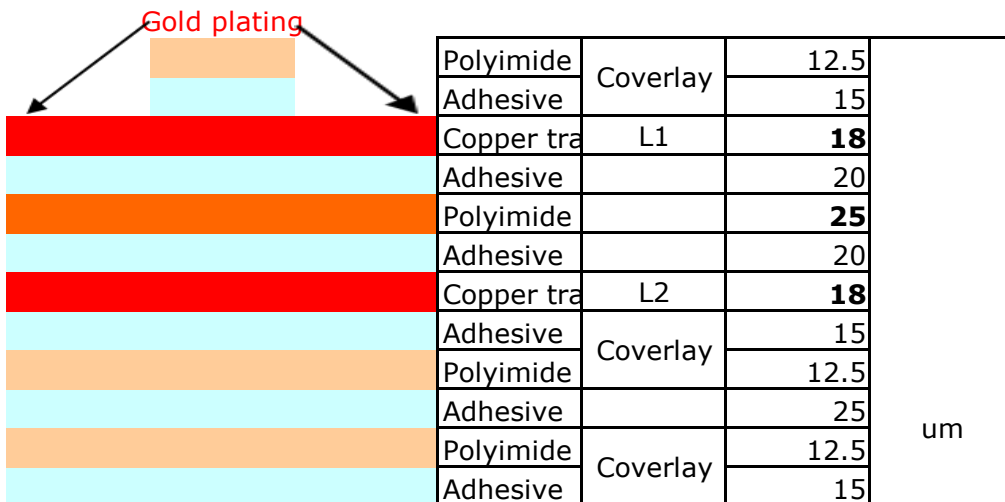 Gold plating
Polyimide Coverlay 12.5
Adhesive 15
Copper tra L1 18
Adhesive 20
Polyimide 25
Adhesive 20
Copper tra L2 18
Adhesive Coverlay 15
Polyimide 12.5
Adhesive 25
um
Polyimide Coverlay 12.5
Adhesive 15